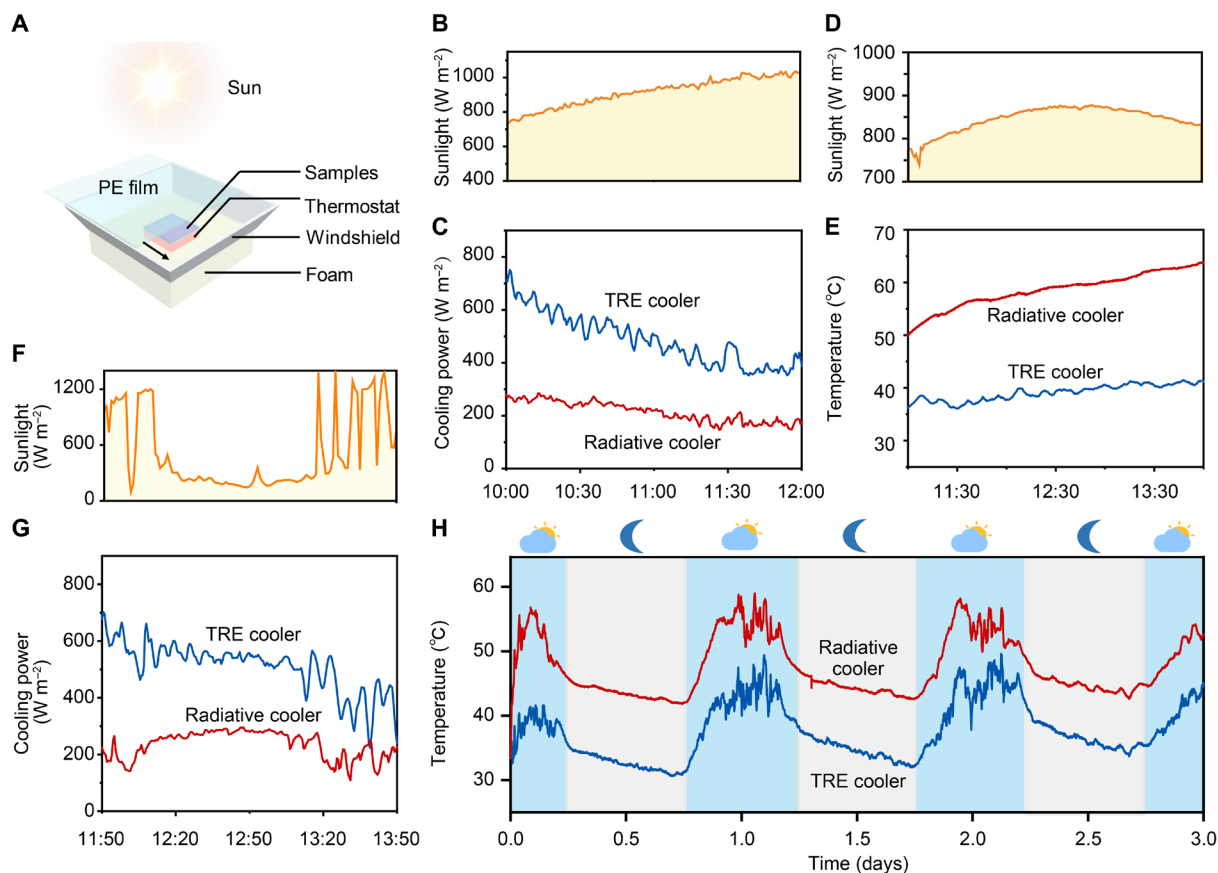 A
Sun
PE film
Samples
Thermostat
Windshield
Foam
B
Sunlight (W m⁻²)
1000
800
600
400
C
Cooling power (W m⁻²)
800
600
400
200
0
TRE cooler
Radiative cooler
10:00
10:30
11:00
11:30
12:00
D
Sunlight (W m⁻²)
1000
900
800
700
E
Temperature (°C)
70
60
50
40
30
Radiative cooler
TRE cooler
11:30
12:30
13:30
F
Sunlight
(W m⁻²)
1200
600
0
G
Cooling power
(W m⁻²)
800
600
400
200
0
TRE cooler
Radiative cooler
11:50
12:20
12:50
13:20
13:50
H
Temperature (°C)
60
50
40
30
Radiative
cooler
TRE cooler
0.0
0.5
1.0
1.5
2.0
2.5
3.0
Time (days)